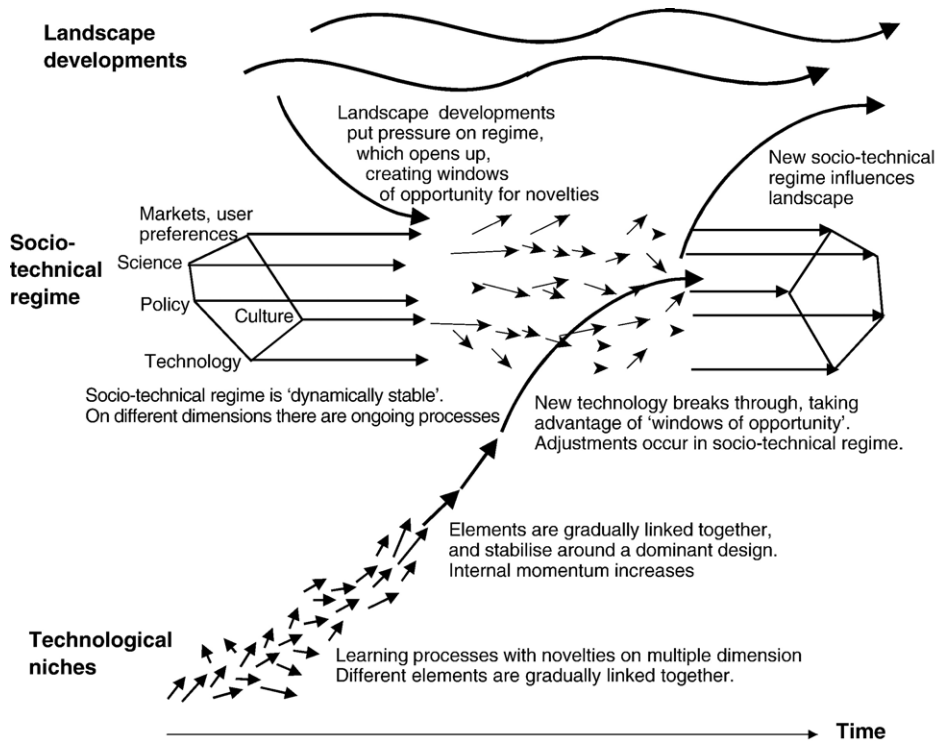 Landscape
developments
Landscape developments
put pressure on regime,
which opens up,
creating windows
of opportunity for novelties
New socio-technical
regime influences
landscape
Socio-
technical
regime
Markets, user
preferences
Science
Policy
Culture
Technology
Socio-technical regime is ‘dynamically stable’.
On different dimensions there are ongoing processes
New technology breaks through, taking
advantage of ‘windows of opportunity’.
Adjustments occur in socio-technical regime.
Elements are gradually linked together,
and stabilise around a dominant design.
Internal momentum increases
Technological
niches
Learning processes with novelties on multiple dimension
Different elements are gradually linked together.
Time